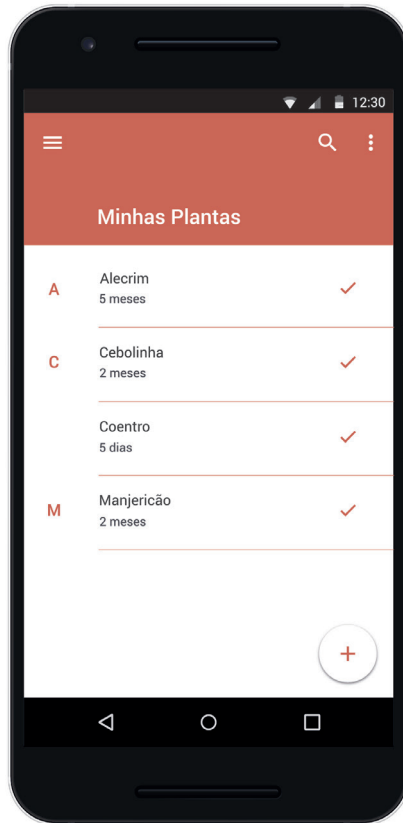 12:30
Minhas Plantas
A
Alecrim
5 meses
C
Cebolinha
2 meses
Coentro
5 dias
M
Manjericão
2 meses